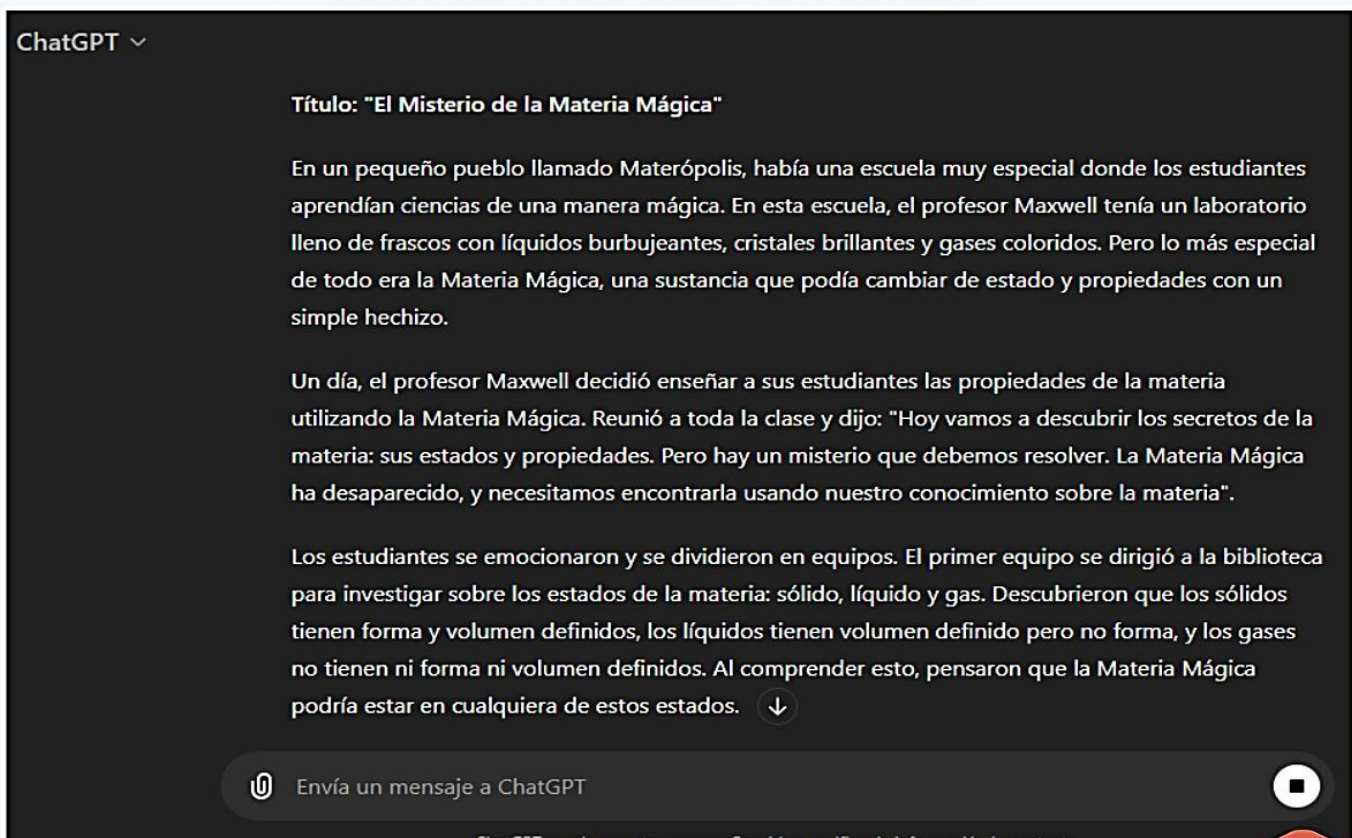 ChatGPT
Título: "El Misterio de la Materia Mágica"
En un pequeño pueblo llamado Materópolis, había una escuela muy especial donde los estudiantes
aprendían ciencias de una manera mágica. En esta escuela, el profesor Maxwell tenía un laboratorio
lleno de frascos con líquidos burbujeantes, cristales brillantes y gases coloridos. Pero lo más especial
de todo era la Materia Mágica, una sustancia que podía cambiar de estado y propiedades con un
simple hechizo.
Un día, el profesor Maxwell decidió enseñar a sus estudiantes las propiedades de la materia
utilizando la Materia Mágica. Reunió a toda la clase y dijo: "Hoy vamos a descubrir los secretos de la
materia: sus estados y propiedades. Pero hay un misterio que debemos resolver. La Materia Mágica
ha desaparecido, y necesitamos encontrarla usando nuestro conocimiento sobre la materia".
Los estudiantes se emocionaron y se dividieron en equipos. El primer equipo se dirigió a la biblioteca
para investigar sobre los estados de la materia: sólido, líquido y gas. Descubrieron que los sólidos
tienen forma y volumen definidos, los líquidos tienen volumen definido pero no forma, y los gases
no tienen ni forma ni volumen definidos. Al comprender esto, pensaron que la Materia Mágica
podría estar en cualquiera de estos estados.
Envía un mensaje a ChatGPT